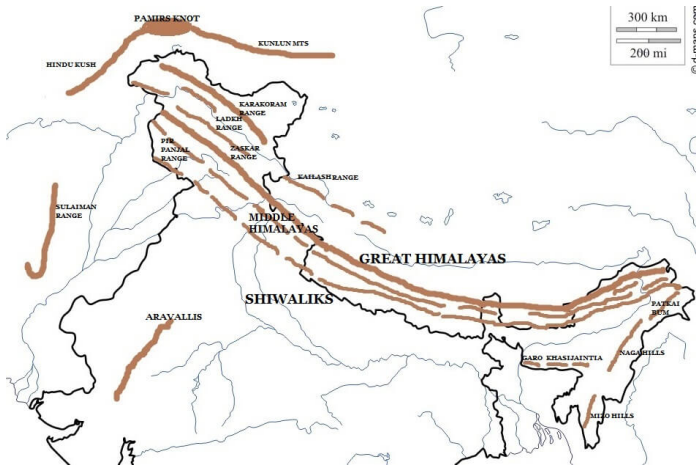 PAMIRS KNOT
300 km
200 mi
© d-maps.com
KUNLUN MTS
HINDU KUSH
KARAKORAM
RANGE
LADKH
RANGE
PIR
PANJAL
RANGE
ZASKAR
RANGE
KAILASH RANGE
SULAIMAN
RANGE
MIDDLE
HIMALAYAS
GREAT HIMALAYAS
SHIWALIKS
ARAVALLIS
PATKAI
BUM
GARO KHASI JAINTIA
NAGA HILLS
MIZO HILLS